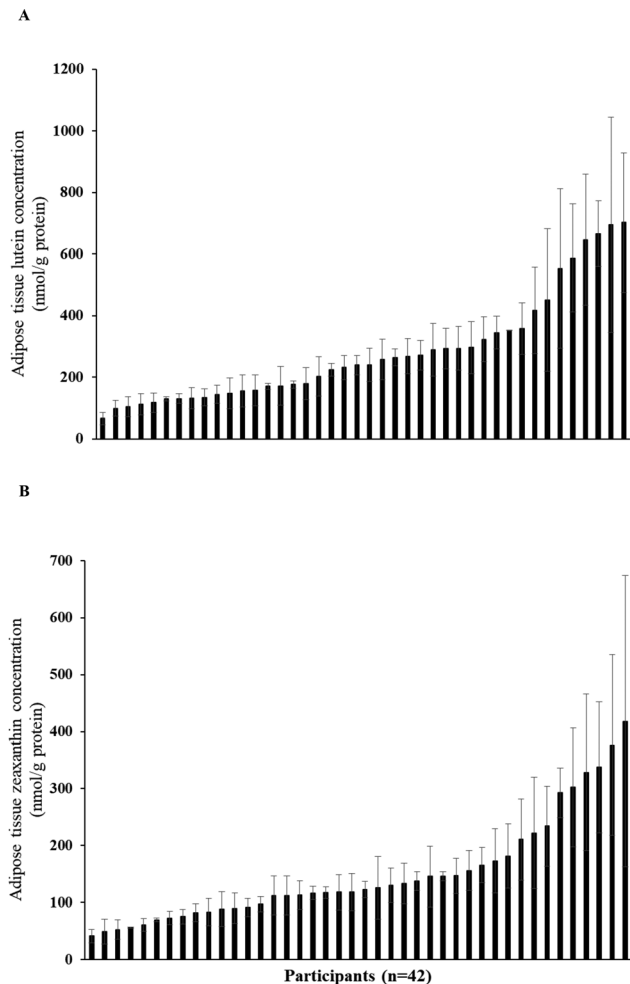 A
1200
1000
800
600
400
200
0
Adipose tissue lutein concentration
(nmol/g protein)
B
700
600
500
400
300
200
100
0
Adipose tissue zeaxanthin concentration
(nmol/g protein)
Participants (n=42)